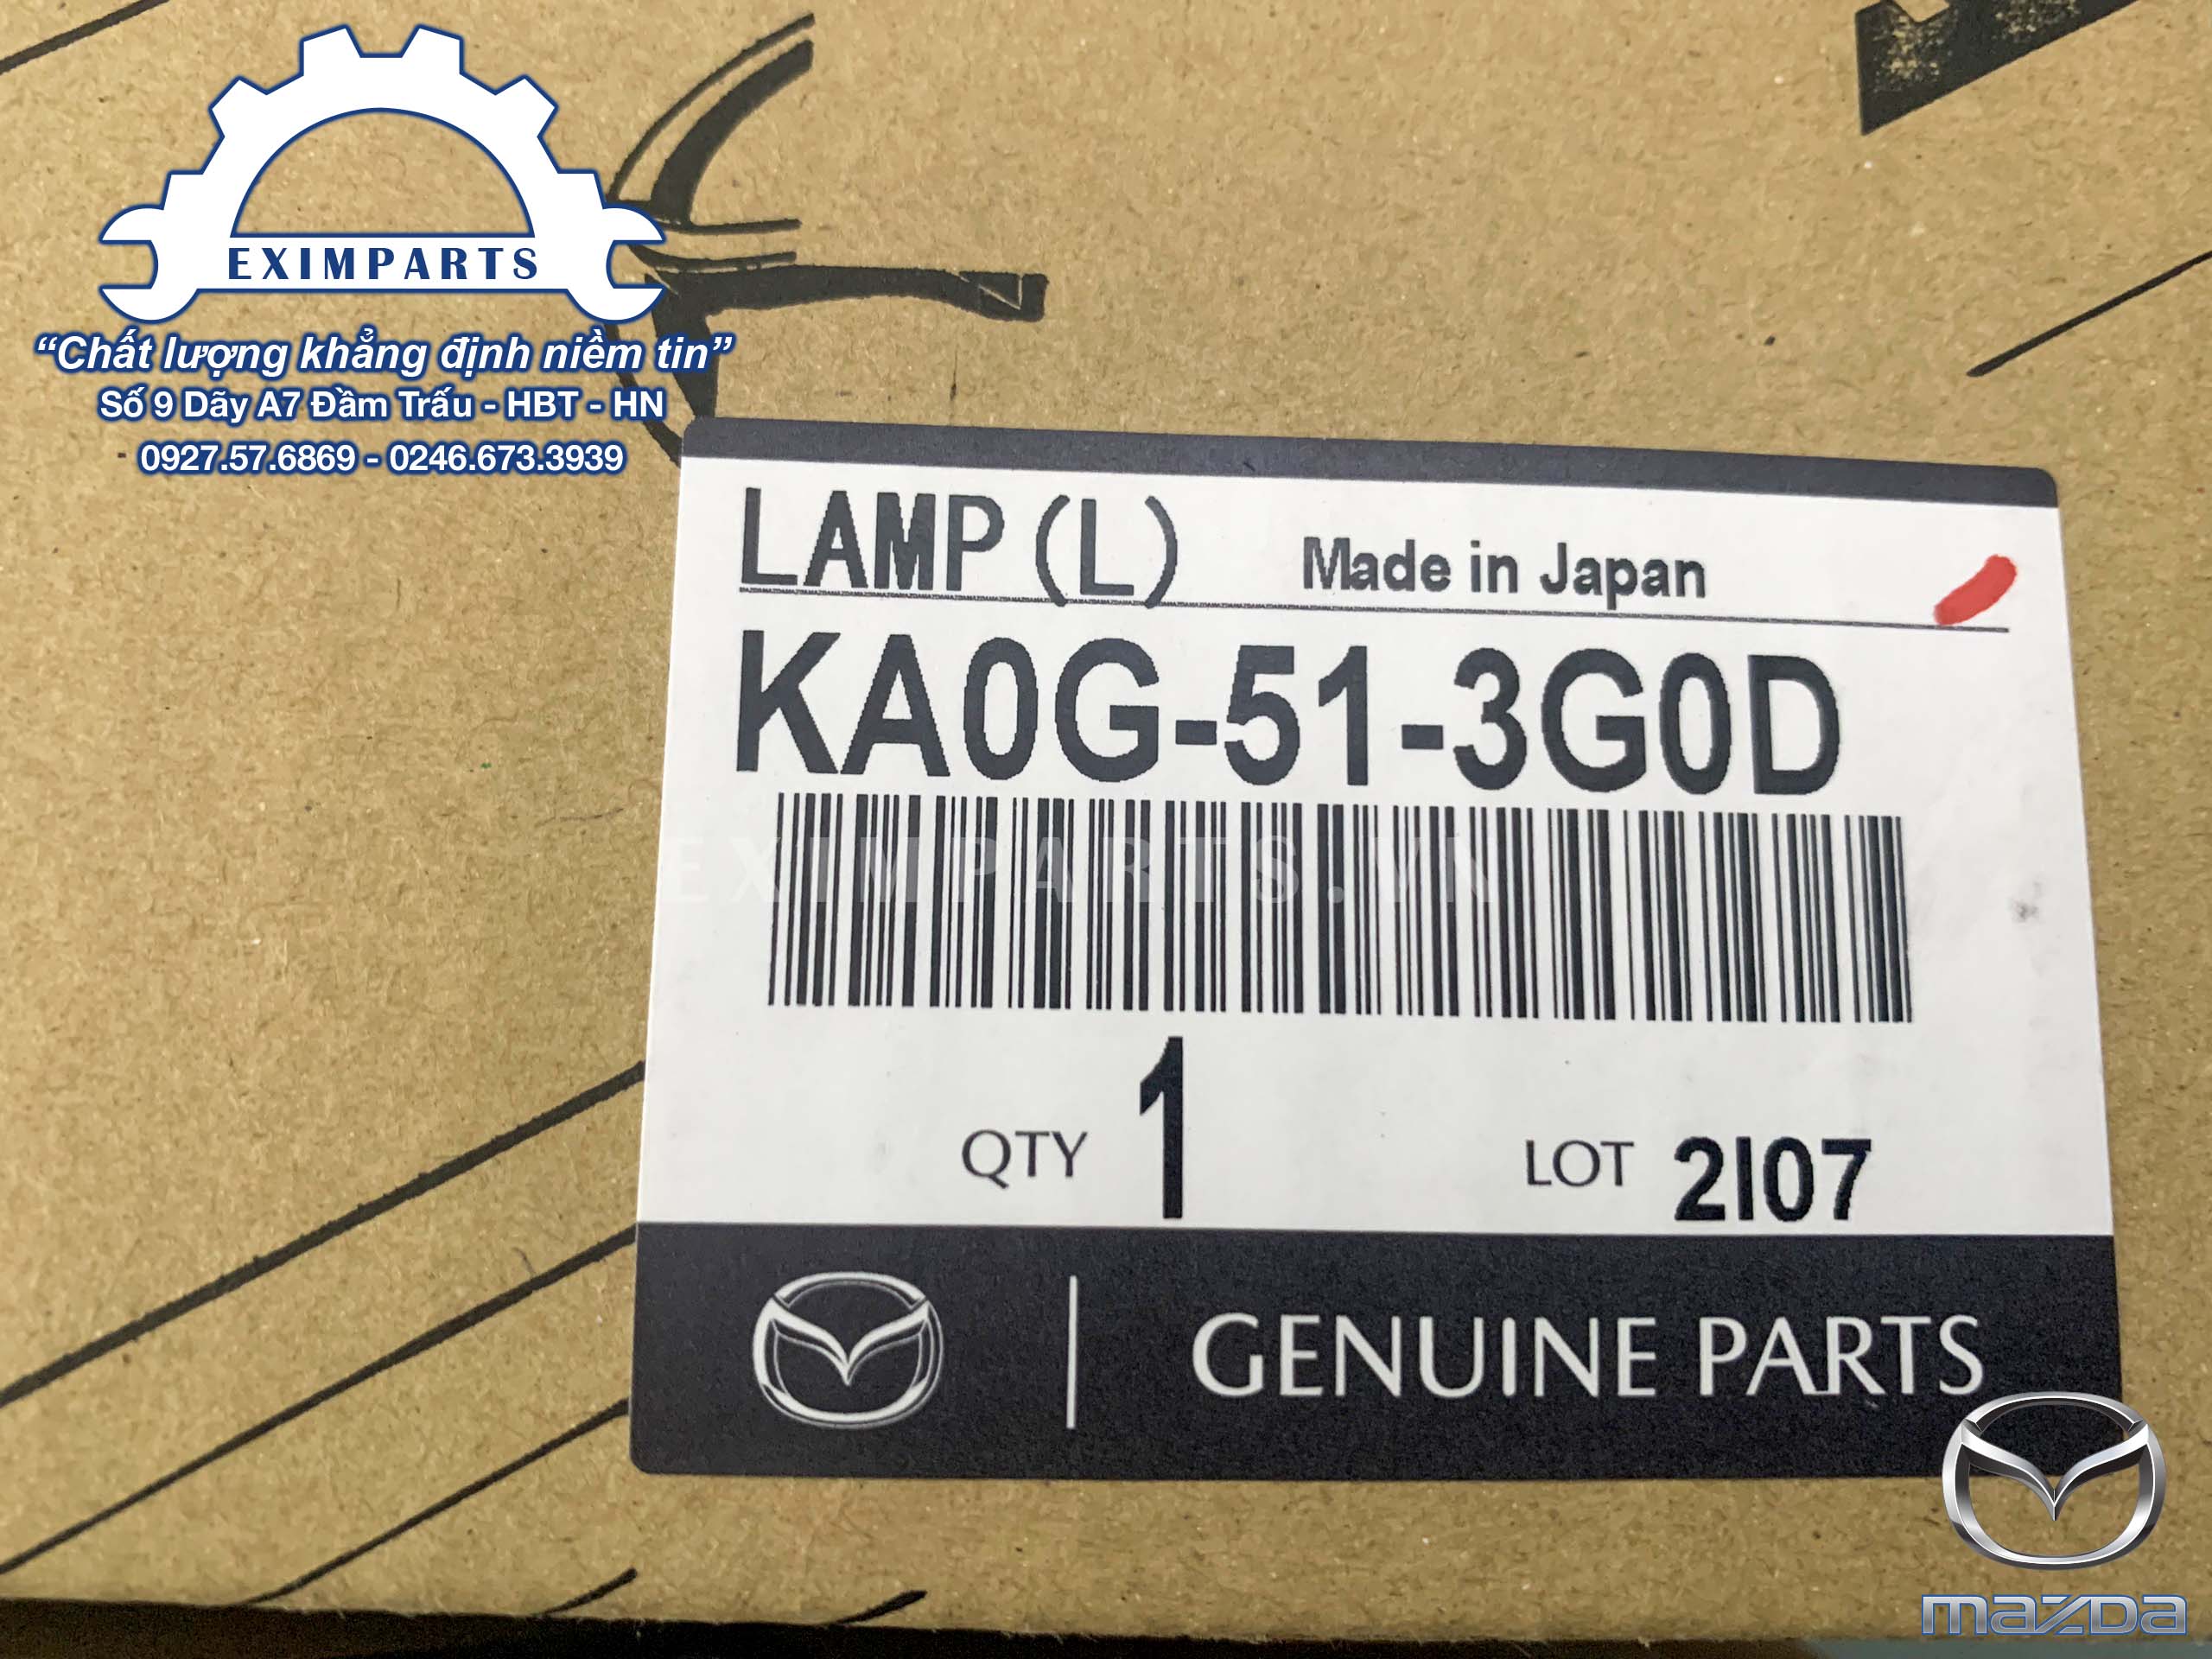 EXIMPARTS
“Chất lượng khẳng định niềm tin”
Số 9 Dãy A7 Đầm Trấu - HBT - HN
0927.57.6869 - 0246.673.3939
LAMP (L) Made in Japan
KA0G-51-3G0D
EXIMPARTS.VN
QTY 1 LOT 2I07
GENUINE PARTS
mazda